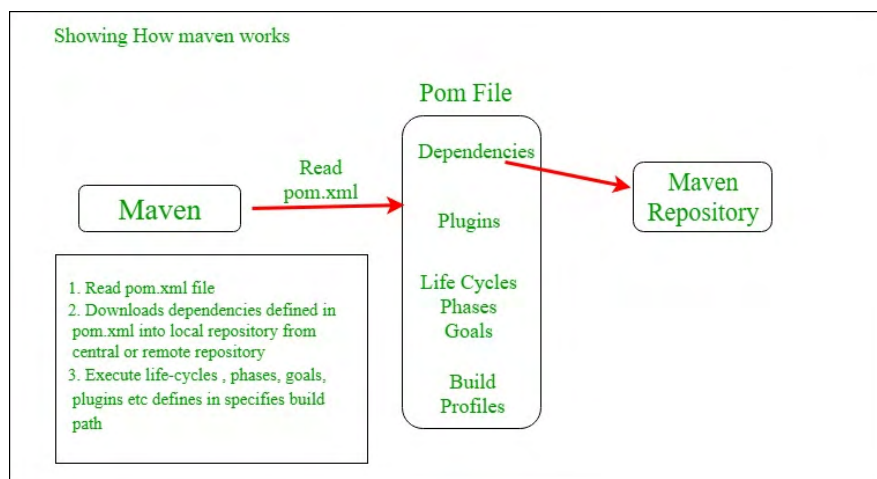 Showing How maven works
Pom File
Dependencies
Read
pom.xml
Maven
Maven
Repository
Plugins
Life Cycles
Phases
Goals
Build
Profiles
1. Read pom.xml file
2. Downloads dependencies defined in
pom.xml into local repository from
central or remote repository
3. Execute life-cycles , phases, goals,
plugins etc defines in specifies build
path